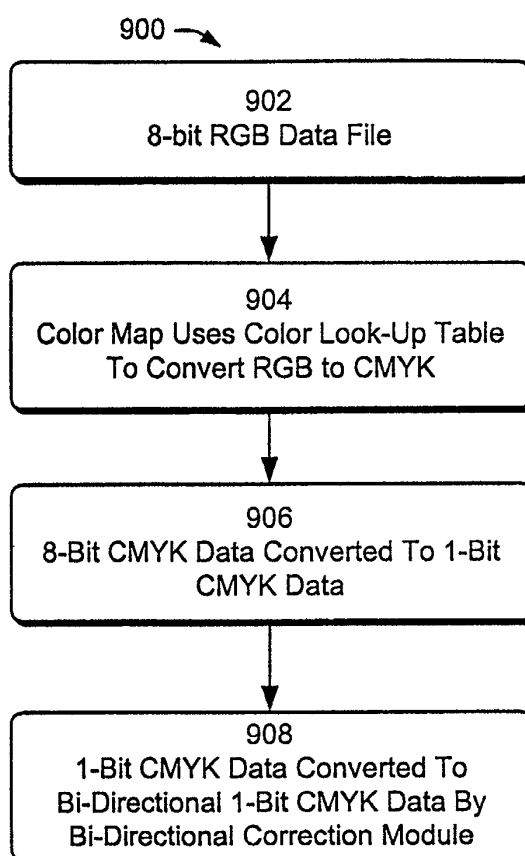 900
902
8-bit RGB Data File
904
Color Map Uses Color Look-Up Table
To Convert RGB to CMYK
906
8-Bit CMYK Data Converted To 1-Bit
CMYK Data
908
1-Bit CMYK Data Converted To
Bi-Directional 1-Bit CMYK Data By
Bi-Directional Correction Module